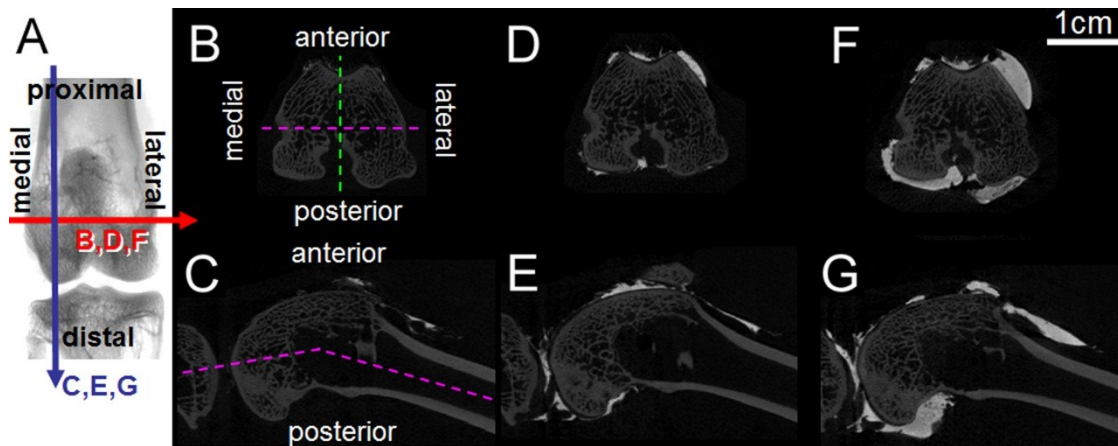 A
proximal
medial
lateral
B,D,F
distal
C,E,G
B
anterior
medial
lateral
posterior
D
F
1cm
C
anterior
posterior
E
G